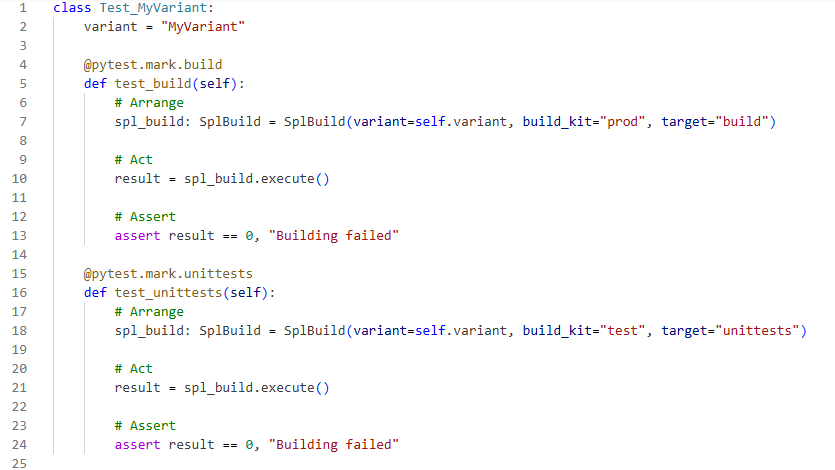 1 class Test_MyVariant:
2     variant = "MyVariant"
3
4     @pytest.mark.build
5     def test_build(self):
6         # Arrange
7         spl_build: SplBuild = SplBuild(variant=self.variant, build_kit="prod", target="build")
8
9         # Act
10         result = spl_build.execute()
11
12         # Assert
13         assert result == 0, "Building failed"
14
15     @pytest.mark.unittests
16     def test_unittests(self):
17         # Arrange
18         spl_build: SplBuild = SplBuild(variant=self.variant, build_kit="test", target="unittests")
19
20         # Act
21         result = spl_build.execute()
22
23         # Assert
24         assert result == 0, "Building failed"
25